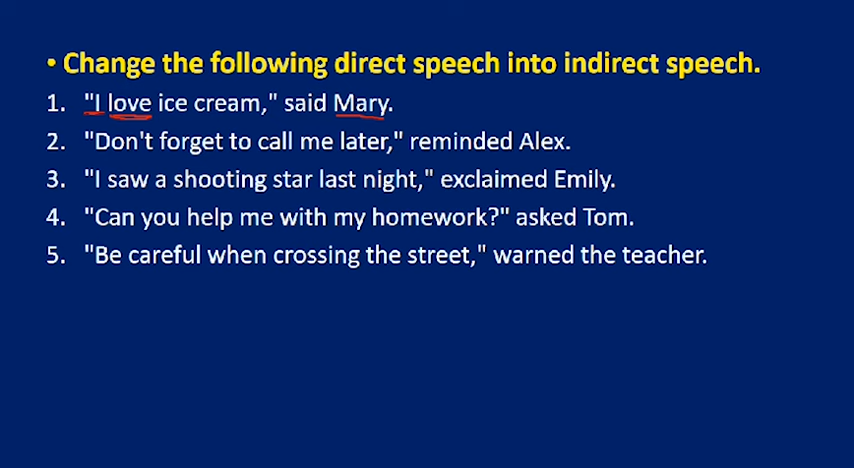 • Change the following direct speech into indirect speech.
1. "I love ice cream," said Mary.
2. "Don't forget to call me later," reminded Alex.
3. "I saw a shooting star last night," exclaimed Emily.
4. "Can you help me with my homework?" asked Tom.
5. "Be careful when crossing the street," warned the teacher.